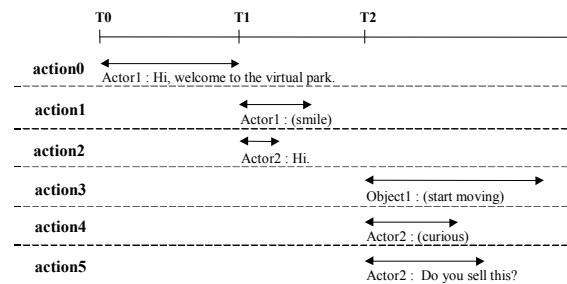 T0 T1 T2
action0
Actor1 : Hi, welcome to the virtual park.
action1
Actor1 : (smile)
action2
Actor2 : Hi.
action3
Object1 : (start moving)
action4
Actor2 : (curious)
action5
Actor2 : Do you sell this?